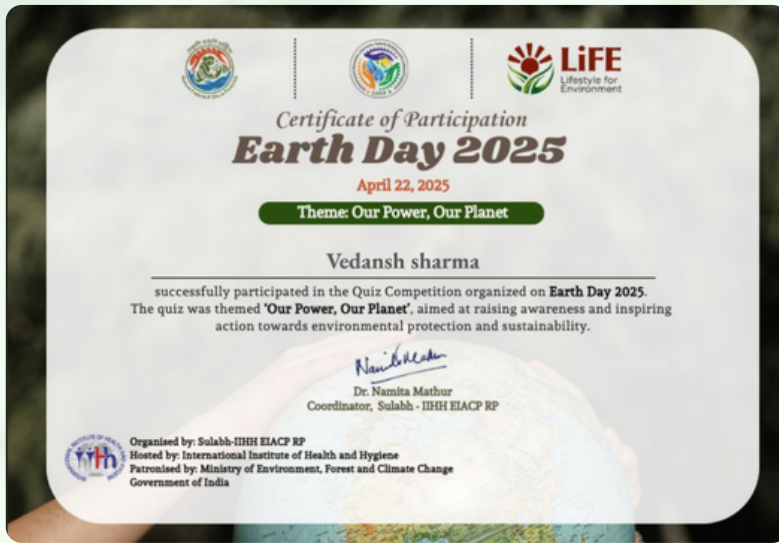 LiFE
Lifestyle for
Environment
Certificate of Participation
Earth Day 2025
April 22, 2025
Theme: Our Power, Our Planet
Vedansh sharma
successfully participated in the Quiz Competition organized on Earth Day 2025.
The quiz was themed ‘Our Power, Our Planet’, aimed at raising awareness and inspiring
action towards environmental protection and sustainability.
Dr. Namita Mathur
Coordinator, Sulabh - IIHH EIACP RP
Organised by: Sulabh-IIHH EIACP RP
Hosted by: International Institute of Health and Hygiene
Patronised by: Ministry of Environment, Forest and Climate Change
Government of India